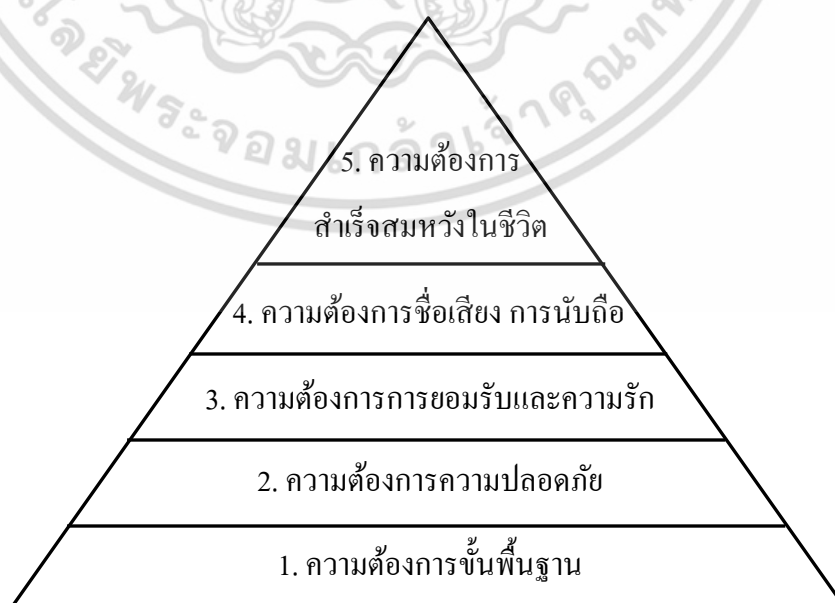 5. ความต้องการ
สำเร็จสมหวังในชีวิต
4. ความต้องการชื่อเสียง การนับถือ
3. ความต้องการการยอมรับและความรัก
2. ความต้องการความปลอดภัย
1. ความต้องการขั้นพื้นฐาน